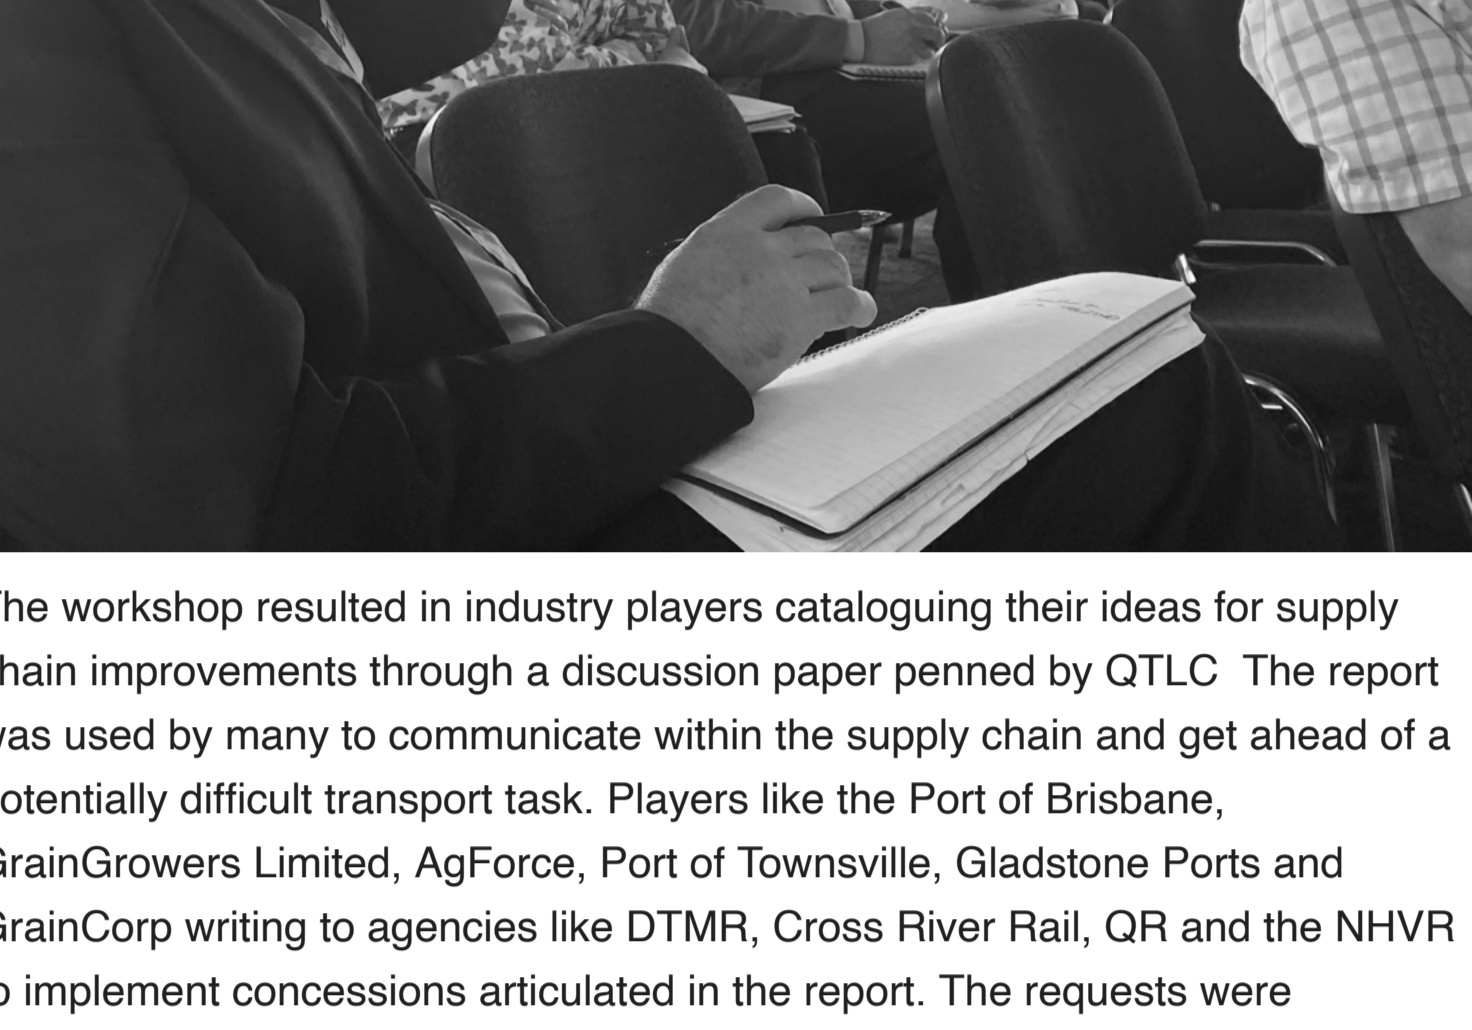 he workshop resulted in industry players cataloguing their ideas for supply
hain improvements through a discussion paper penned by QTLC  The report
was used by many to communicate within the supply chain and get ahead of a
otentially difficult transport task. Players like the Port of Brisbane,
GrainGrowers Limited, AgForce, Port of Townsville, Gladstone Ports and
GrainCorp writing to agencies like DTMR, Cross River Rail, QR and the NHVR
o implement concessions articulated in the report. The requests were